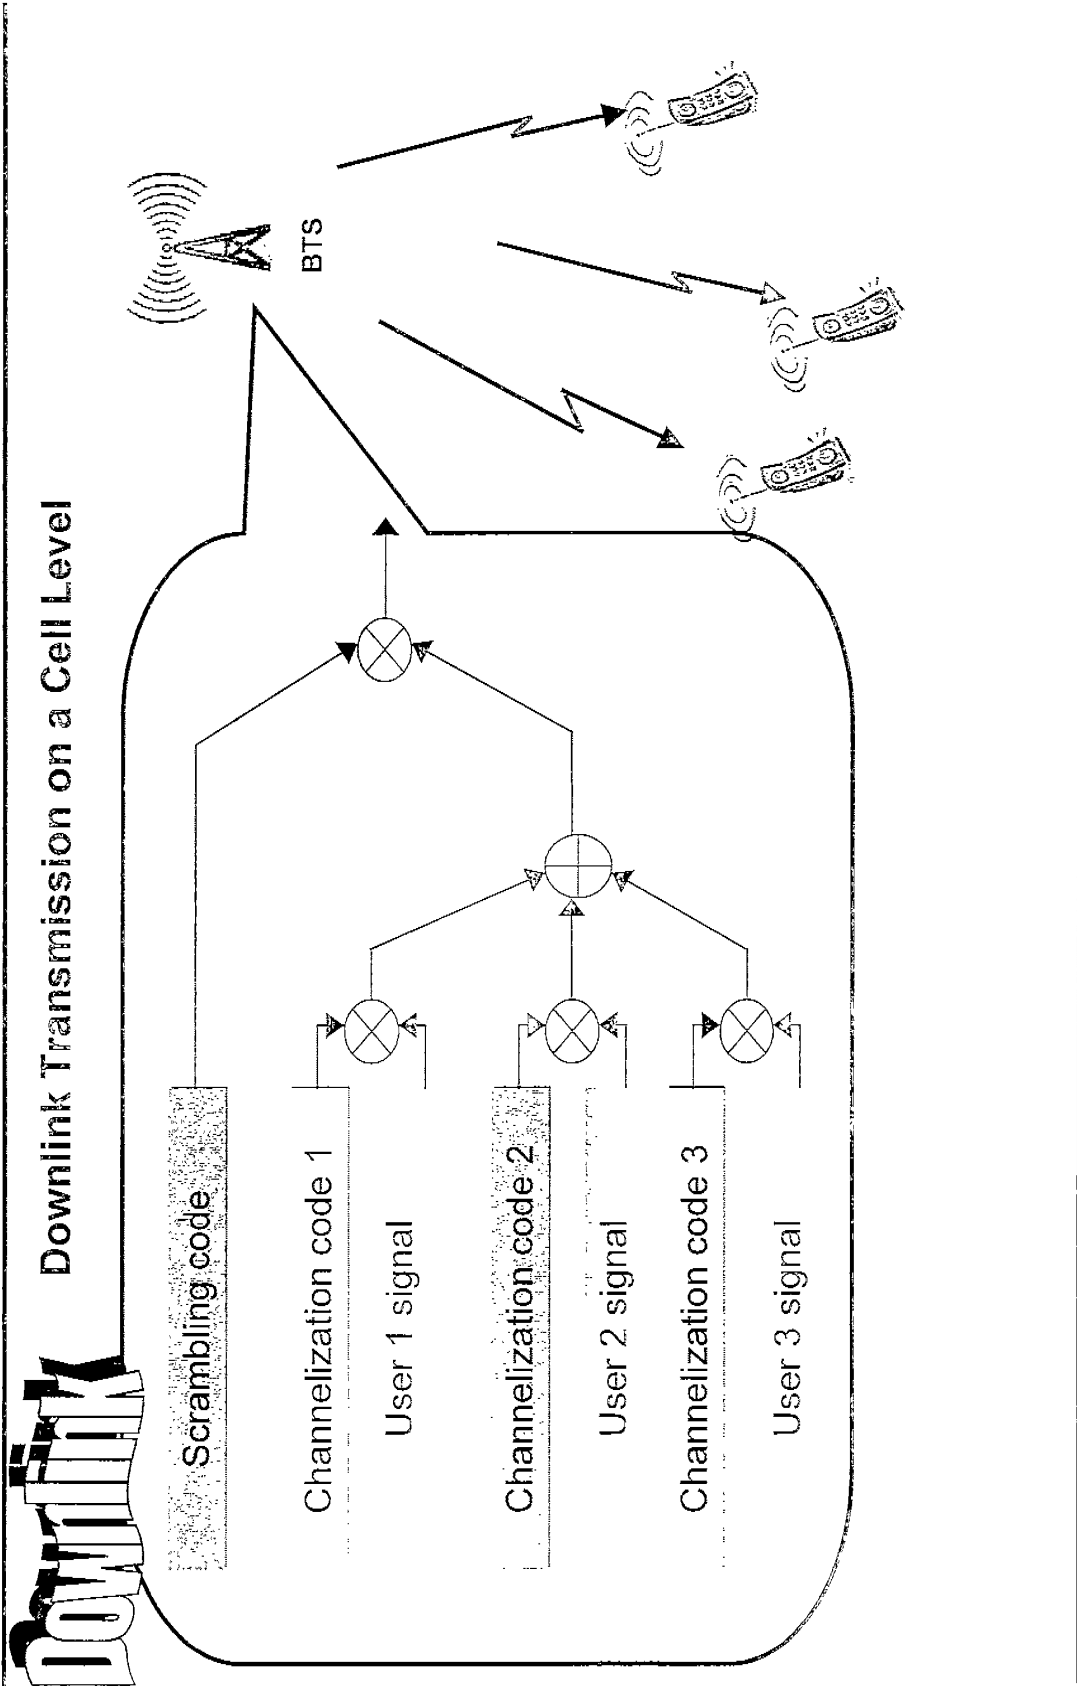 Downlink
Downlink Transmission on a Cell Level
Scrambling code
Channelization code 1
User 1 signal
Channelization code 2
User 2 signal
Channelization code 3
User 3 signal
BTS